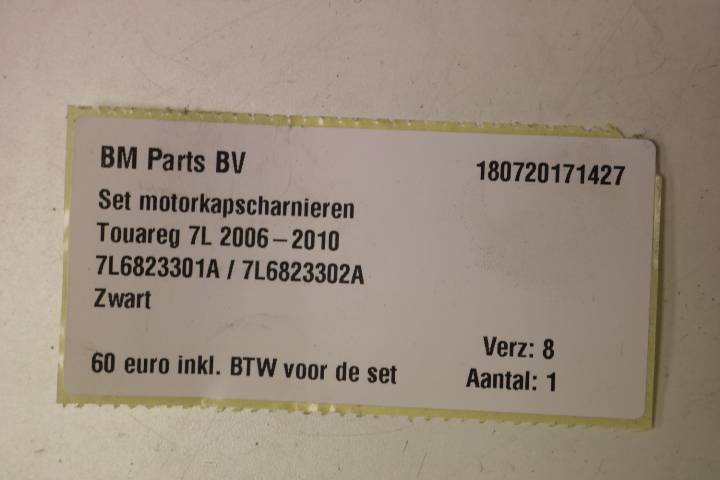 BM Parts BV
180720171427
Set motorkapscharnieren
Touareg 7L 2006-2010
7L6823301A / 7L6823302A
Zwart
Verz: 8
60 euro inkl. BTW voor de set
Aantal: 1